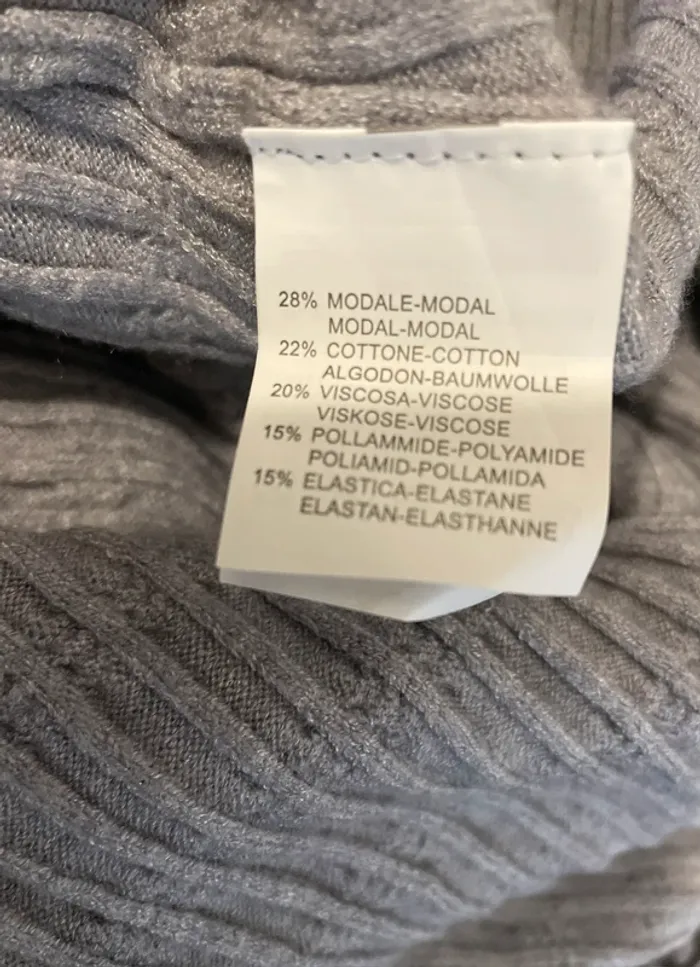 28% MODALE-MODAL
MODAL-MODAL
22% COTTONE-COTTON
ALGODON-BAUMWOLLE
20% VISCOSA-VISCOSE
VISKOSE-VISCOSE
15% POLLAMMIDE-POLYAMIDE
POLIAMID-POLLAMIDA
15% ELASTICA-ELASTANE
ELASTAN-ELASTHANNE